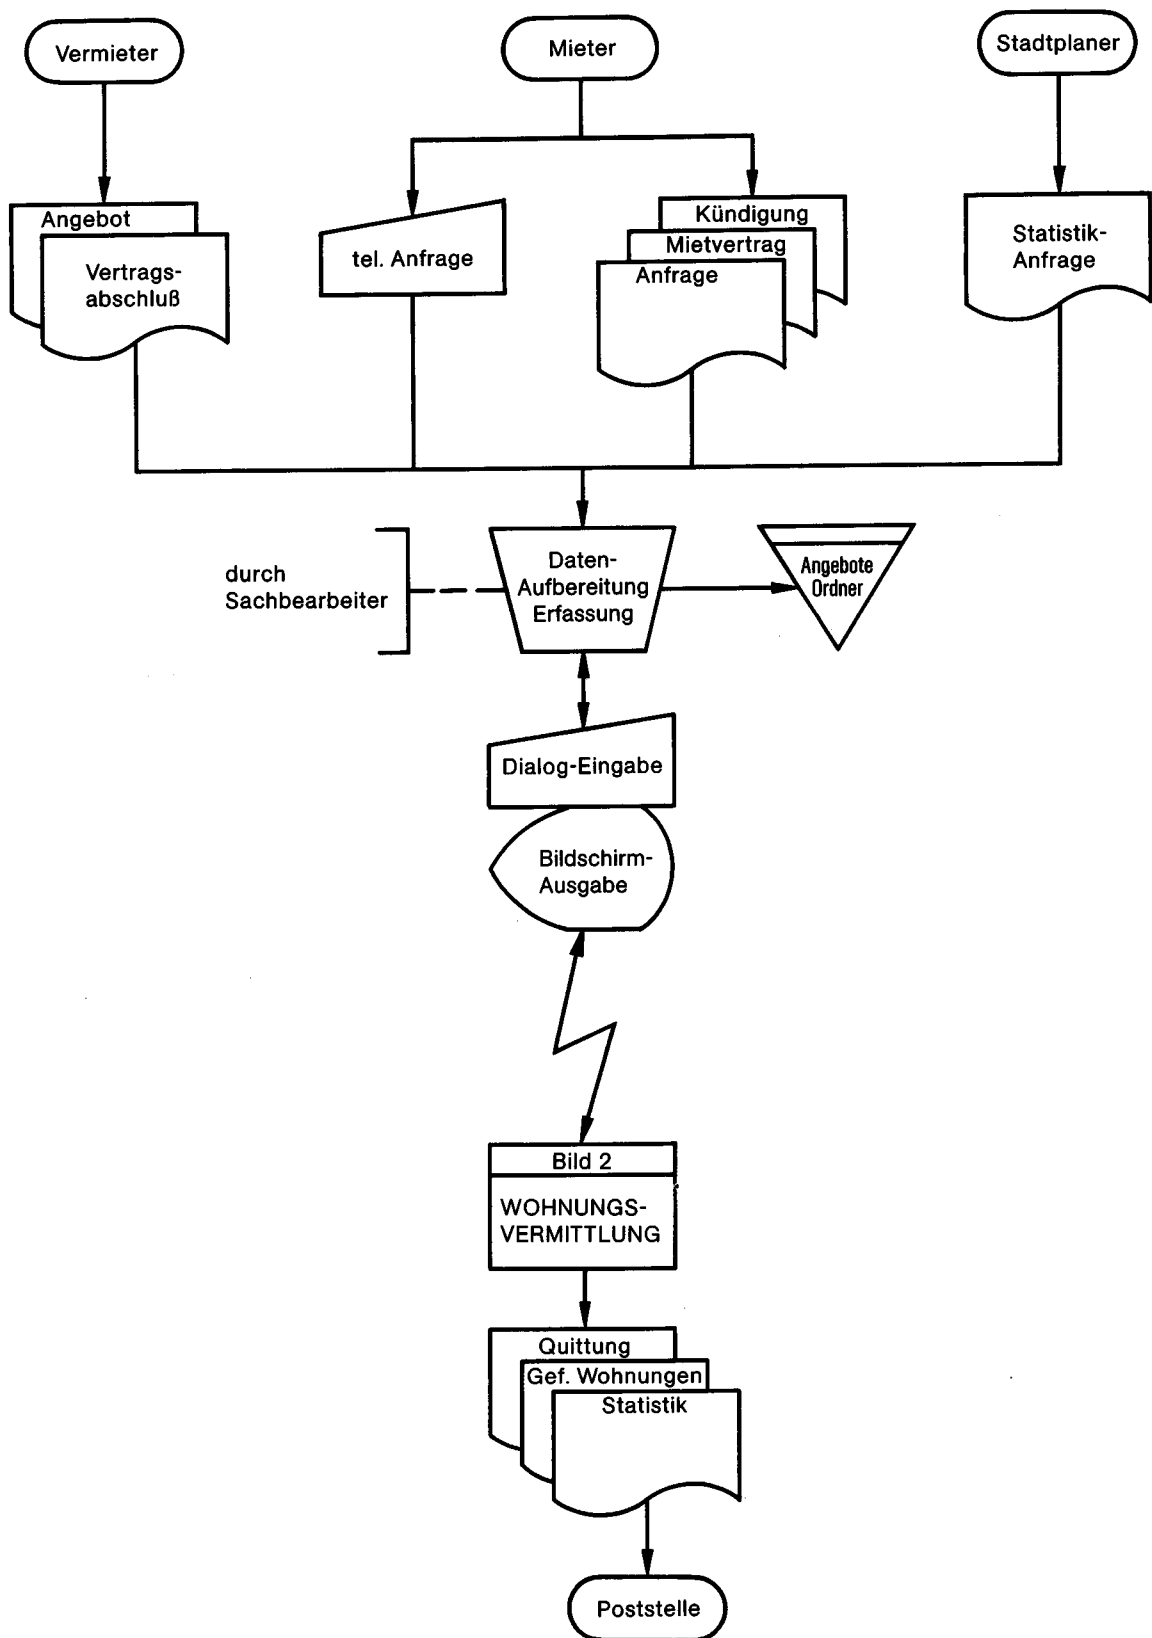 Vermieter
Mieter
Stadtplaner
Angebot
Vertrags-
abschluß
tel. Anfrage
Kündigung
Mietvertrag
Anfrage
Statistik-
Anfrage
durch
Sachbearbeiter
Daten-
Aufbereitung
Erfassung
Angebote
Ordner
Dialog-Eingabe
Bildschirm-
Ausgabe
Bild 2
WOHNUNGS-
VERMITTLUNG
Quittung
Gef. Wohnungen
Statistik
Poststelle